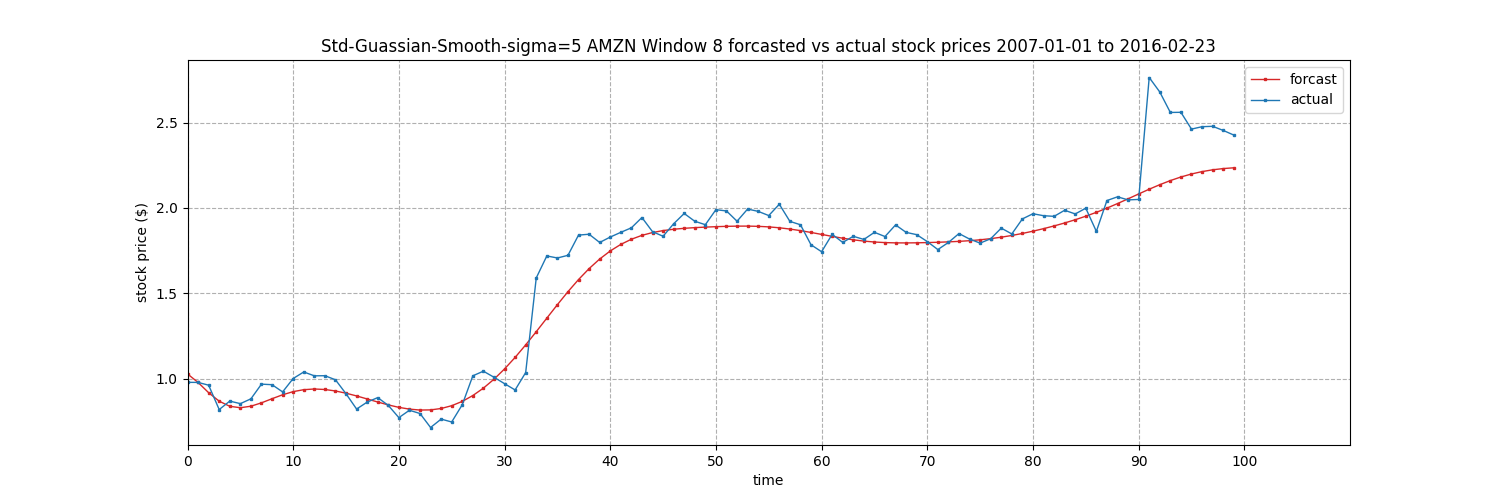 Std-Guassian-Smooth-sigma=5 AMZN Window 8 forcasted vs actual stock prices 2007-01-01 to 2016-02-23
forcast
actual
stock price ($)
2.5
2.0
1.5
1.0
0 10 20 30 40 50 60 70 80 90 100
time